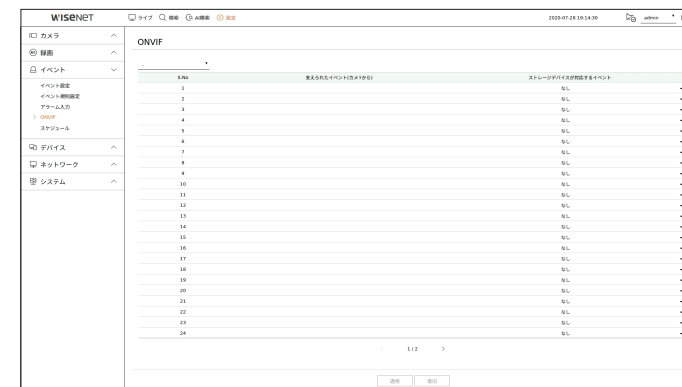 WISENET
ライブ 検索 AI検索 設定 2020-07-28 19:14:30 admin
カメラ
録画
イベント
イベント設定
イベント規則設定
アラーム入力
ONVIF
スケジュール
デバイス
ネットワーク
システム
ONVIF
S.No 支えられたイベント(カメラから) ストレージデバイスが対応するイベント
1 なし
2 なし
3 なし
4 なし
5 なし
6 なし
7 なし
8 なし
9 なし
10 なし
11 なし
12 なし
13 なし
14 なし
15 なし
16 なし
17 なし
18 なし
19 なし
20 なし
21 なし
22 なし
23 なし
24 なし
1 / 2
適用 復旧